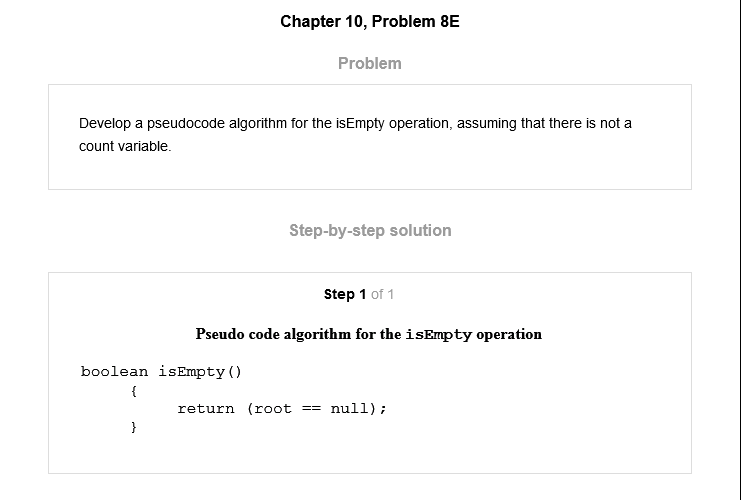 Chapter 10, Problem 8E
Problem
Develop a pseudocode algorithm for the isEmpty operation, assuming that there is not a
count variable.
Step-by-step solution
Step 1 of 1
Pseudo code algorithm for the isEmpty operation
boolean isEmpty()
{
return (root == null);
}